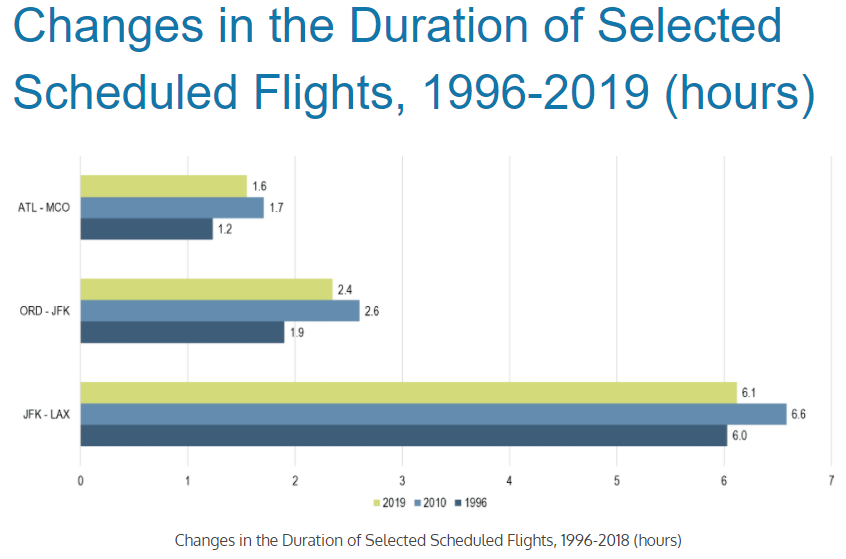 Changes in the Duration of Selected
Scheduled Flights, 1996-2019 (hours)
ATL - MCO
1.6
1.7
1.2
ORD - JFK
2.4
2.6
1.9
JFK - LAX
6.1
6.6
6.0
0 1 2 3 4 5 6 7
2019 2010 1996
Changes in the Duration of Selected Scheduled Flights, 1996-2018 (hours)